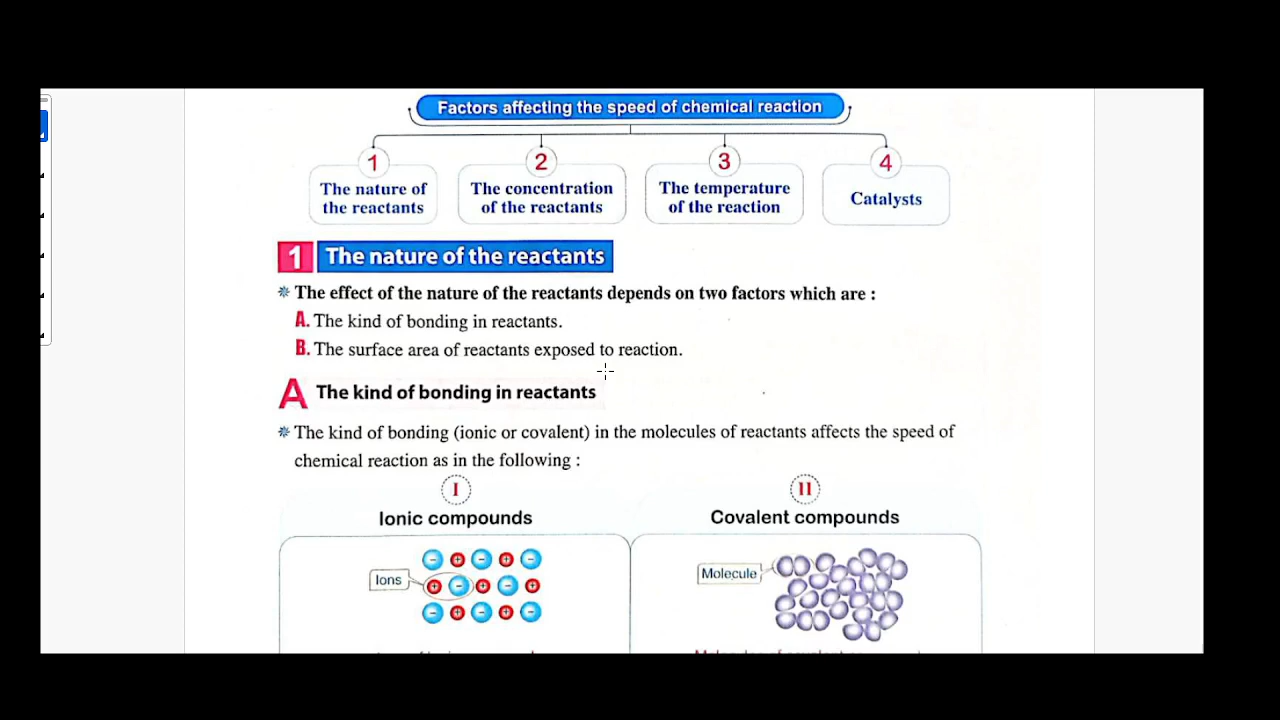 Factors affecting the speed of chemical reaction
1
The nature of
the reactants
2
The concentration
of the reactants
3
The temperature
of the reaction
4
Catalysts
1 The nature of the reactants
* The effect of the nature of the reactants depends on two factors which are :
A. The kind of bonding in reactants.
B. The surface area of reactants exposed to reaction.
A The kind of bonding in reactants
* The kind of bonding (ionic or covalent) in the molecules of reactants affects the speed of
chemical reaction as in the following :
I
Ionic compounds
Ions
II
Covalent compounds
Molecule